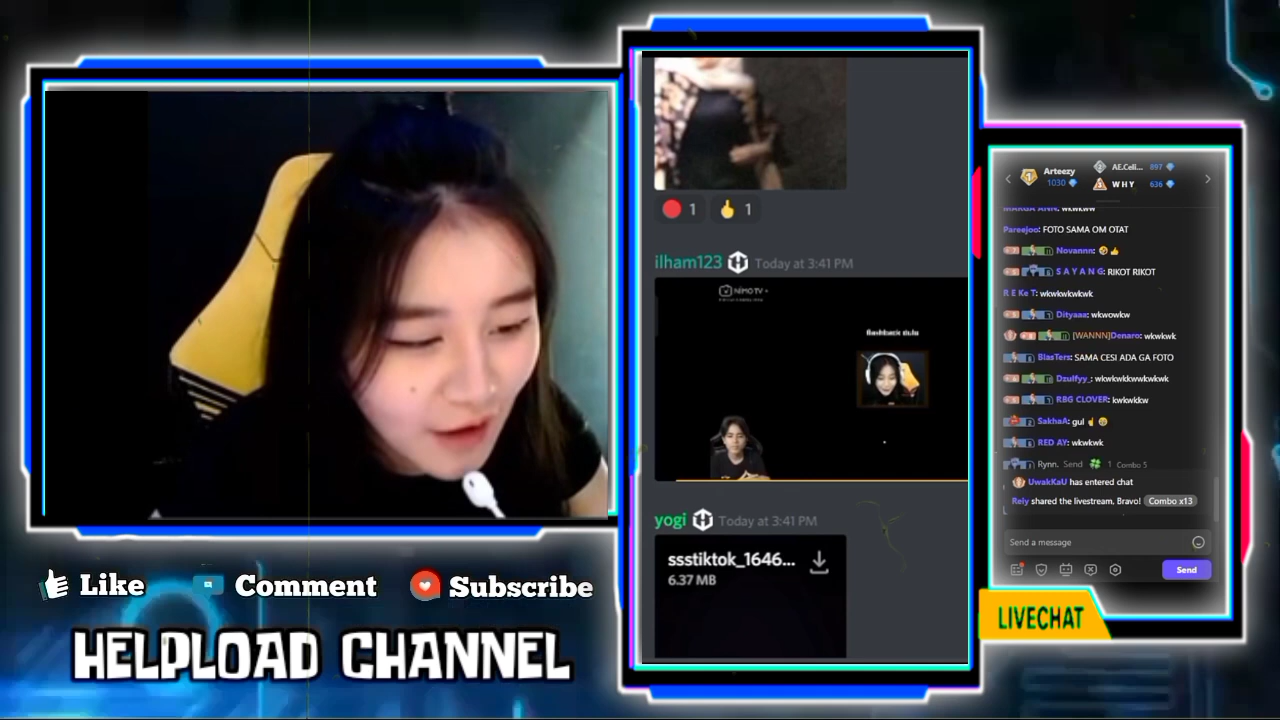 Like
Comment
Subscribe
HELPLOAD CHANNEL
1
1
ilham123
Today at 3:41 PM
NIMO TV
flashback dulu
yogi
Today at 3:41 PM
ssstiktok_1646...
6.37 MB
Arteezy
1030
AE.Celi... 897
W H Y 636
MARGA ANN: wkwkww
Pareejoo: FOTO SAMA OM OTAT
Novannn:
S A Y A N G: RIKOT RIKOT
R E Ke T: wkwkwkwkwk
Dityaaa: wkwowkw
[WANNN]Denaro: wkwkwk
BlasTers: SAMA CESI ADA GA FOTO
Dzulfyy_: wkwkwkkwwkwkwk
RBG CLOVER: kwkwkkw
SakhaA: gul
RED AY: wkwkwk
Rynn. Send 1 Combo 5
UwakKaU has entered chat
Rely shared the livestream, Bravo! Combo x13
Send a message
Send
LIVECHAT